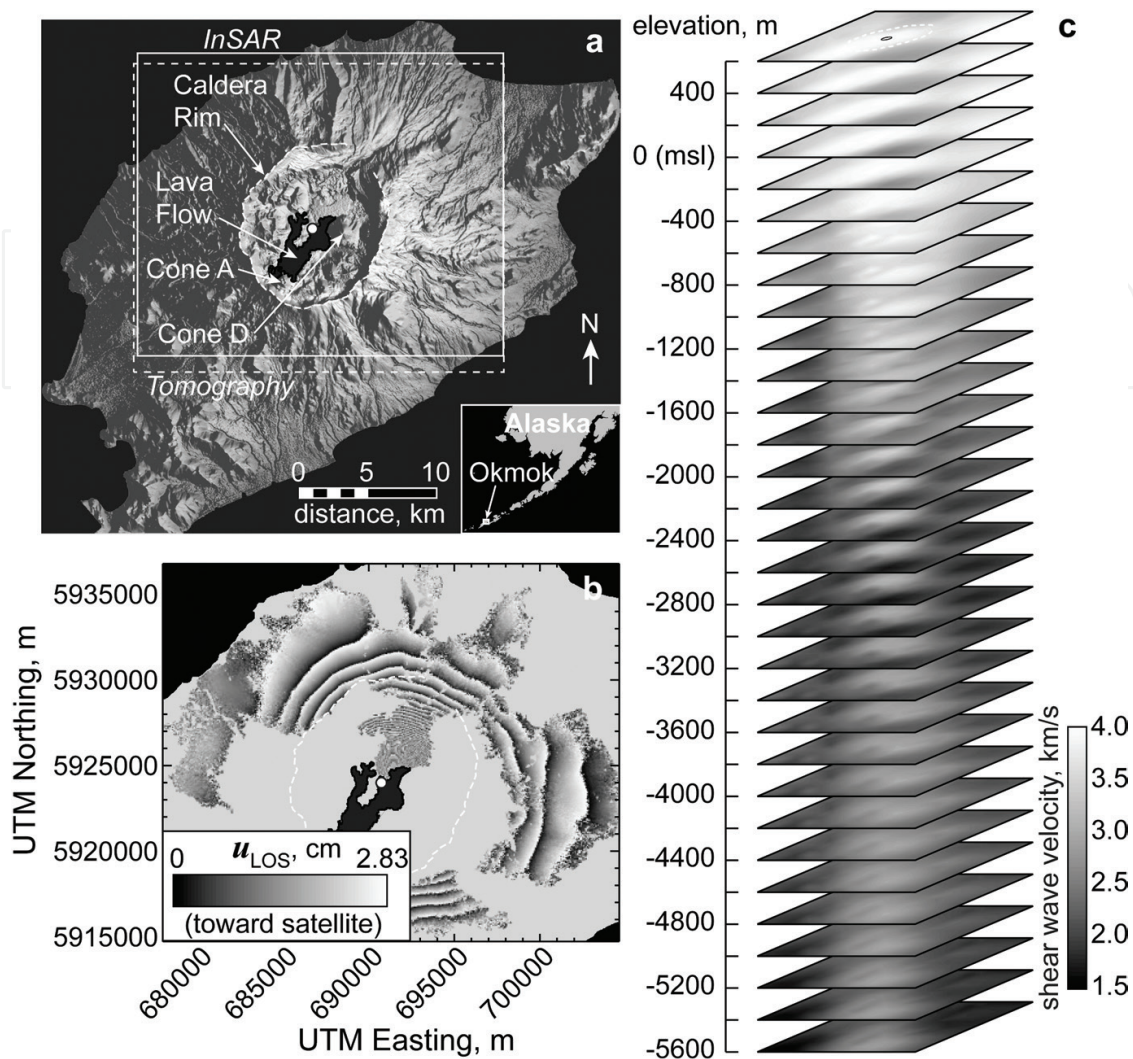 a
InSAR
Caldera
Rim
Lava
Flow
Cone A
Cone D
N
Tomography
Alaska
Okmok
0 5 10
distance, km
b
5935000
5930000
5925000
5920000
5915000
UTM Northing, m
0 uLOS, cm 2.83
(toward satellite)
680000
685000
690000
695000
700000
UTM Easting, m
elevation, m
c
400
0 (msl)
-400
-800
-1200
-1600
-2000
-2400
-2800
-3200
-3600
-4000
-4400
-4800
-5200
-5600
shear wave velocity, km/s
4.0
3.5
3.0
2.5
2.0
1.5